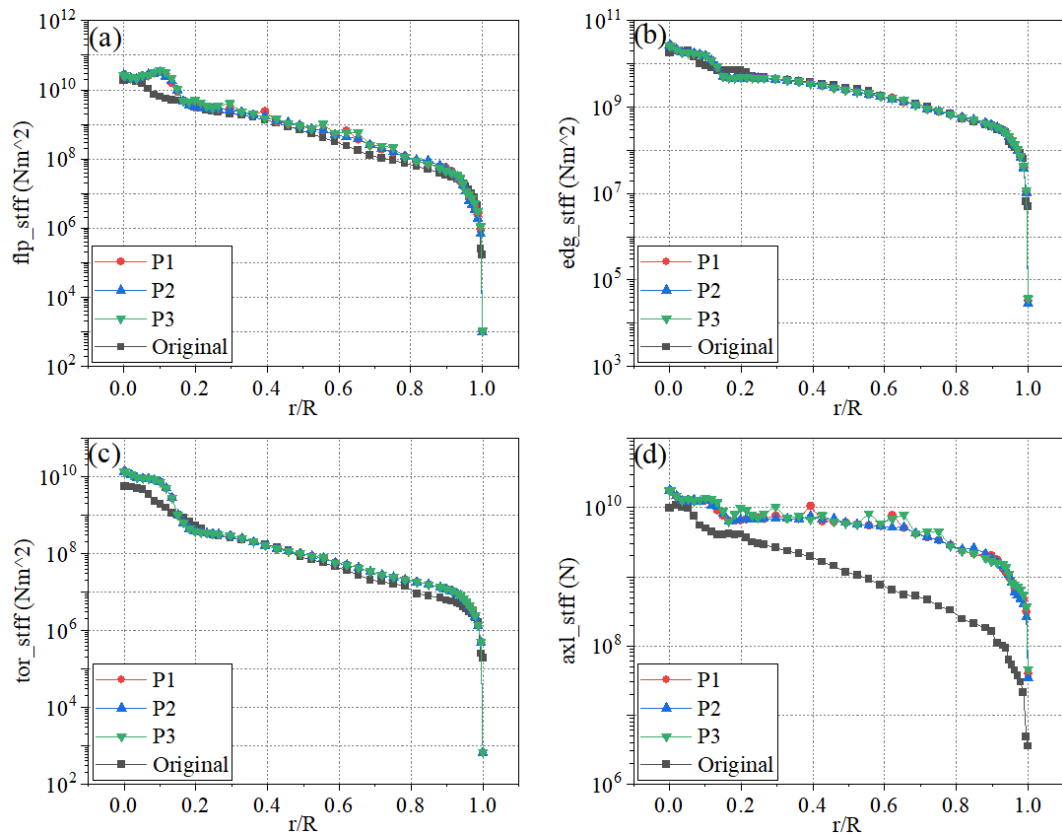 (a)
flp_stff (Nm^2)
10^12
10^10
10^8
10^6
10^4
10^2
P1
P2
P3
Original
0.0 0.2 0.4 0.6 0.8 1.0
r/R
(b)
edg_stff (Nm^2)
10^11
10^9
10^7
10^5
10^3
P1
P2
P3
Original
0.0 0.2 0.4 0.6 0.8 1.0
r/R
(c)
tor_stff (Nm^2)
10^10
10^8
10^6
10^4
10^2
P1
P2
P3
Original
0.0 0.2 0.4 0.6 0.8 1.0
r/R
(d)
axl_stff (N)
10^10
10^8
10^6
P1
P2
P3
Original
0.0 0.2 0.4 0.6 0.8 1.0
r/R